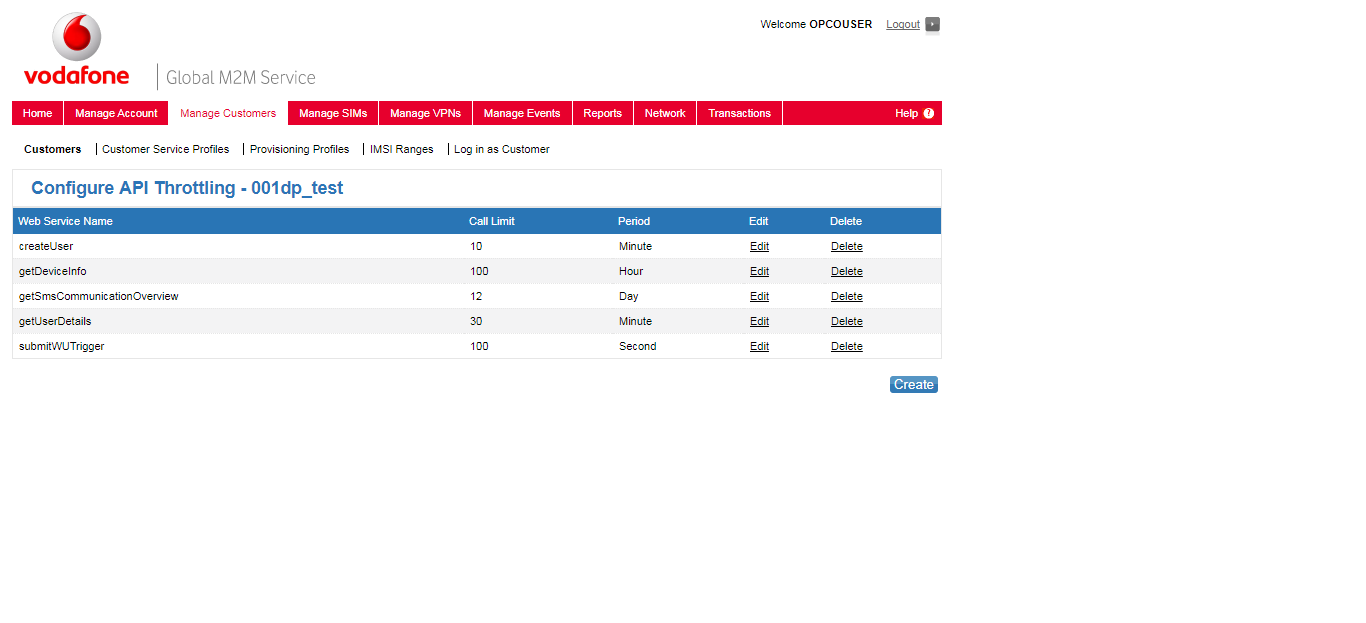 Welcome OPCOUSER Logout
vodafone Global M2M Service
Home Manage Account Manage Customers Manage SIMs Manage VPNs Manage Events Reports Network Transactions Help ?
Customers Customer Service Profiles Provisioning Profiles IMSI Ranges Log in as Customer
Configure API Throttling - 001dp_test
Web Service Name Call Limit Period Edit Delete
createUser 10 Minute Edit Delete
getDeviceInfo 100 Hour Edit Delete
getSmsCommunicationOverview 12 Day Edit Delete
getUserDetails 30 Minute Edit Delete
submitWUTrigger 100 Second Edit Delete
Create